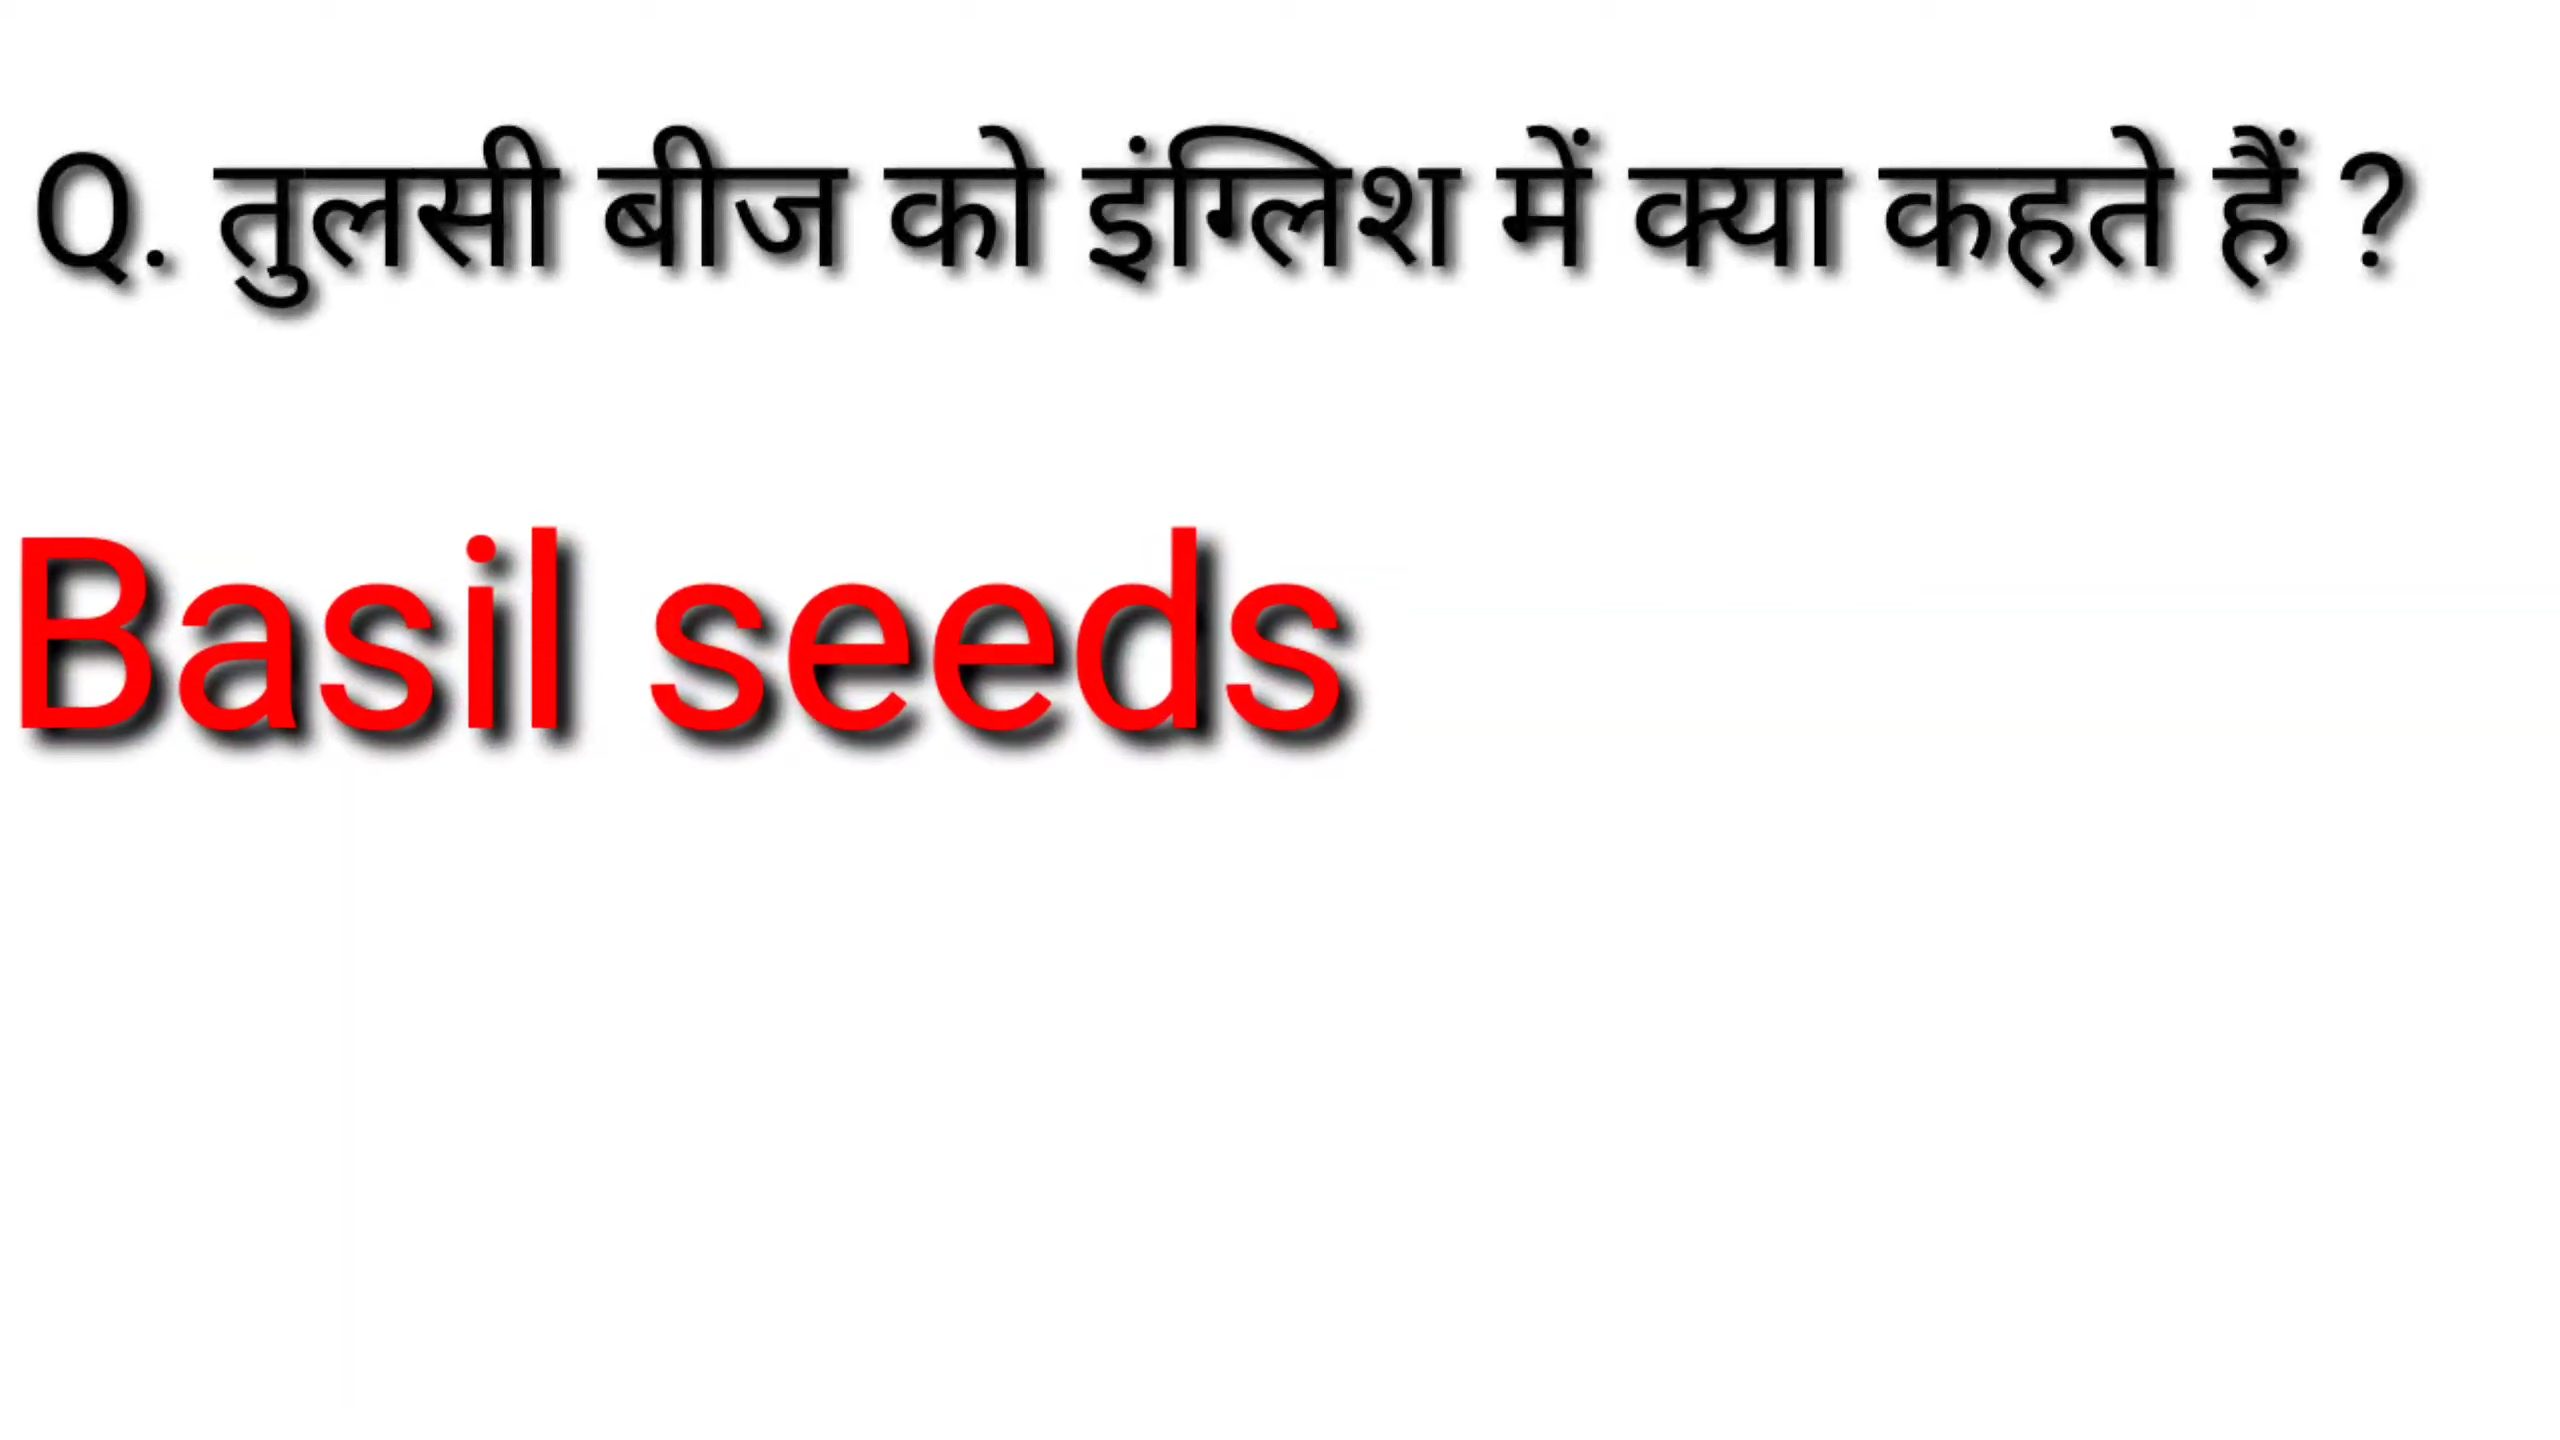 Q. तुलसी बीज को इंग्लिश में क्या कहते हैं ?
Basil seeds